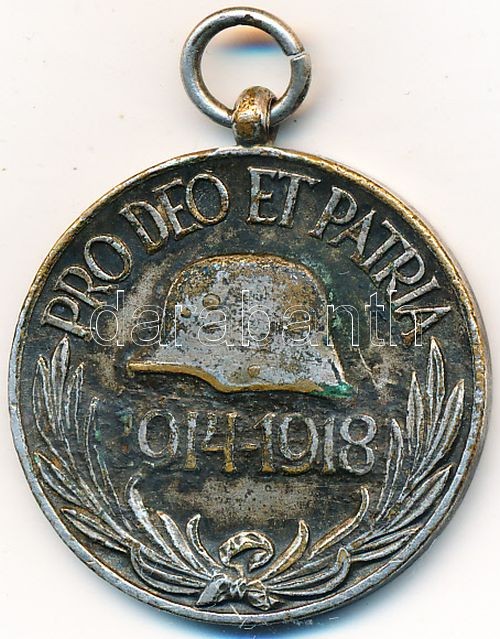 PRO DEO ET PATRIA
darabanth
1914-1918